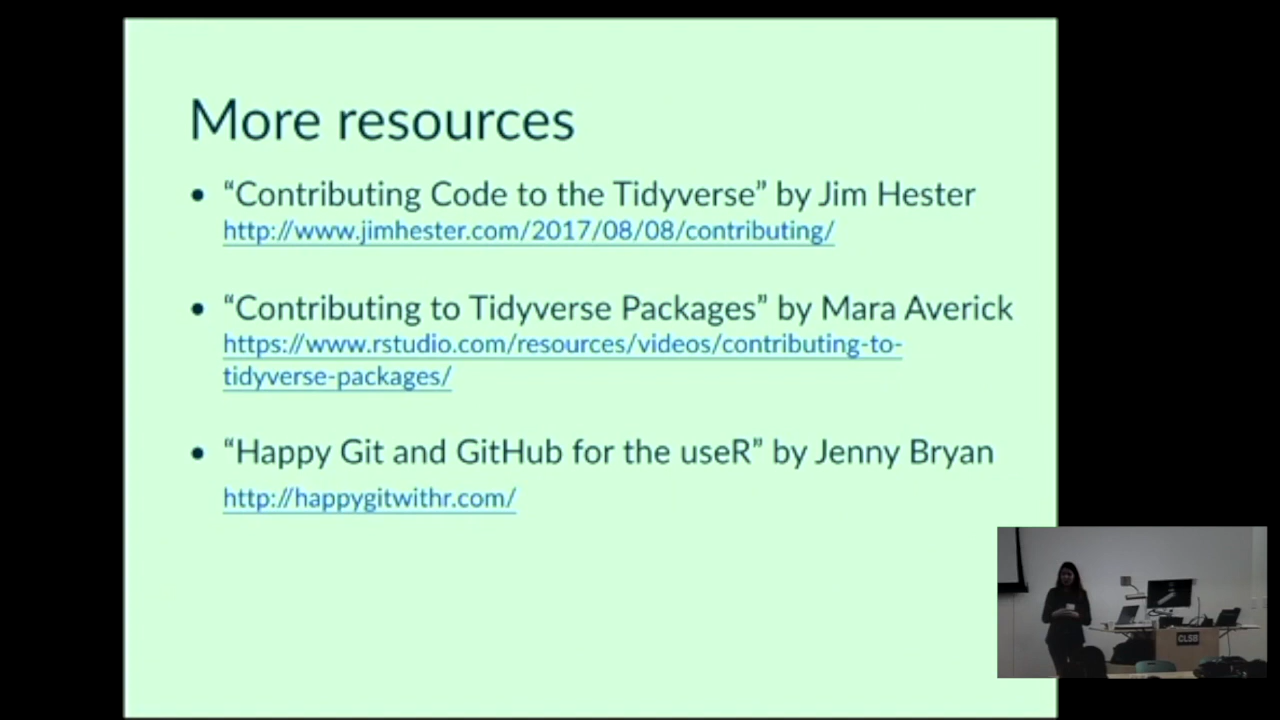 More resources
• “Contributing Code to the Tidyverse” by Jim Hester
http://www.jimhester.com/2017/08/08/contributing/
• “Contributing to Tidyverse Packages” by Mara Averick
https://www.rstudio.com/resources/videos/contributing-to-
tidyverse-packages/
• “Happy Git and GitHub for the useR” by Jenny Bryan
http://happygitwithr.com/
CLSB